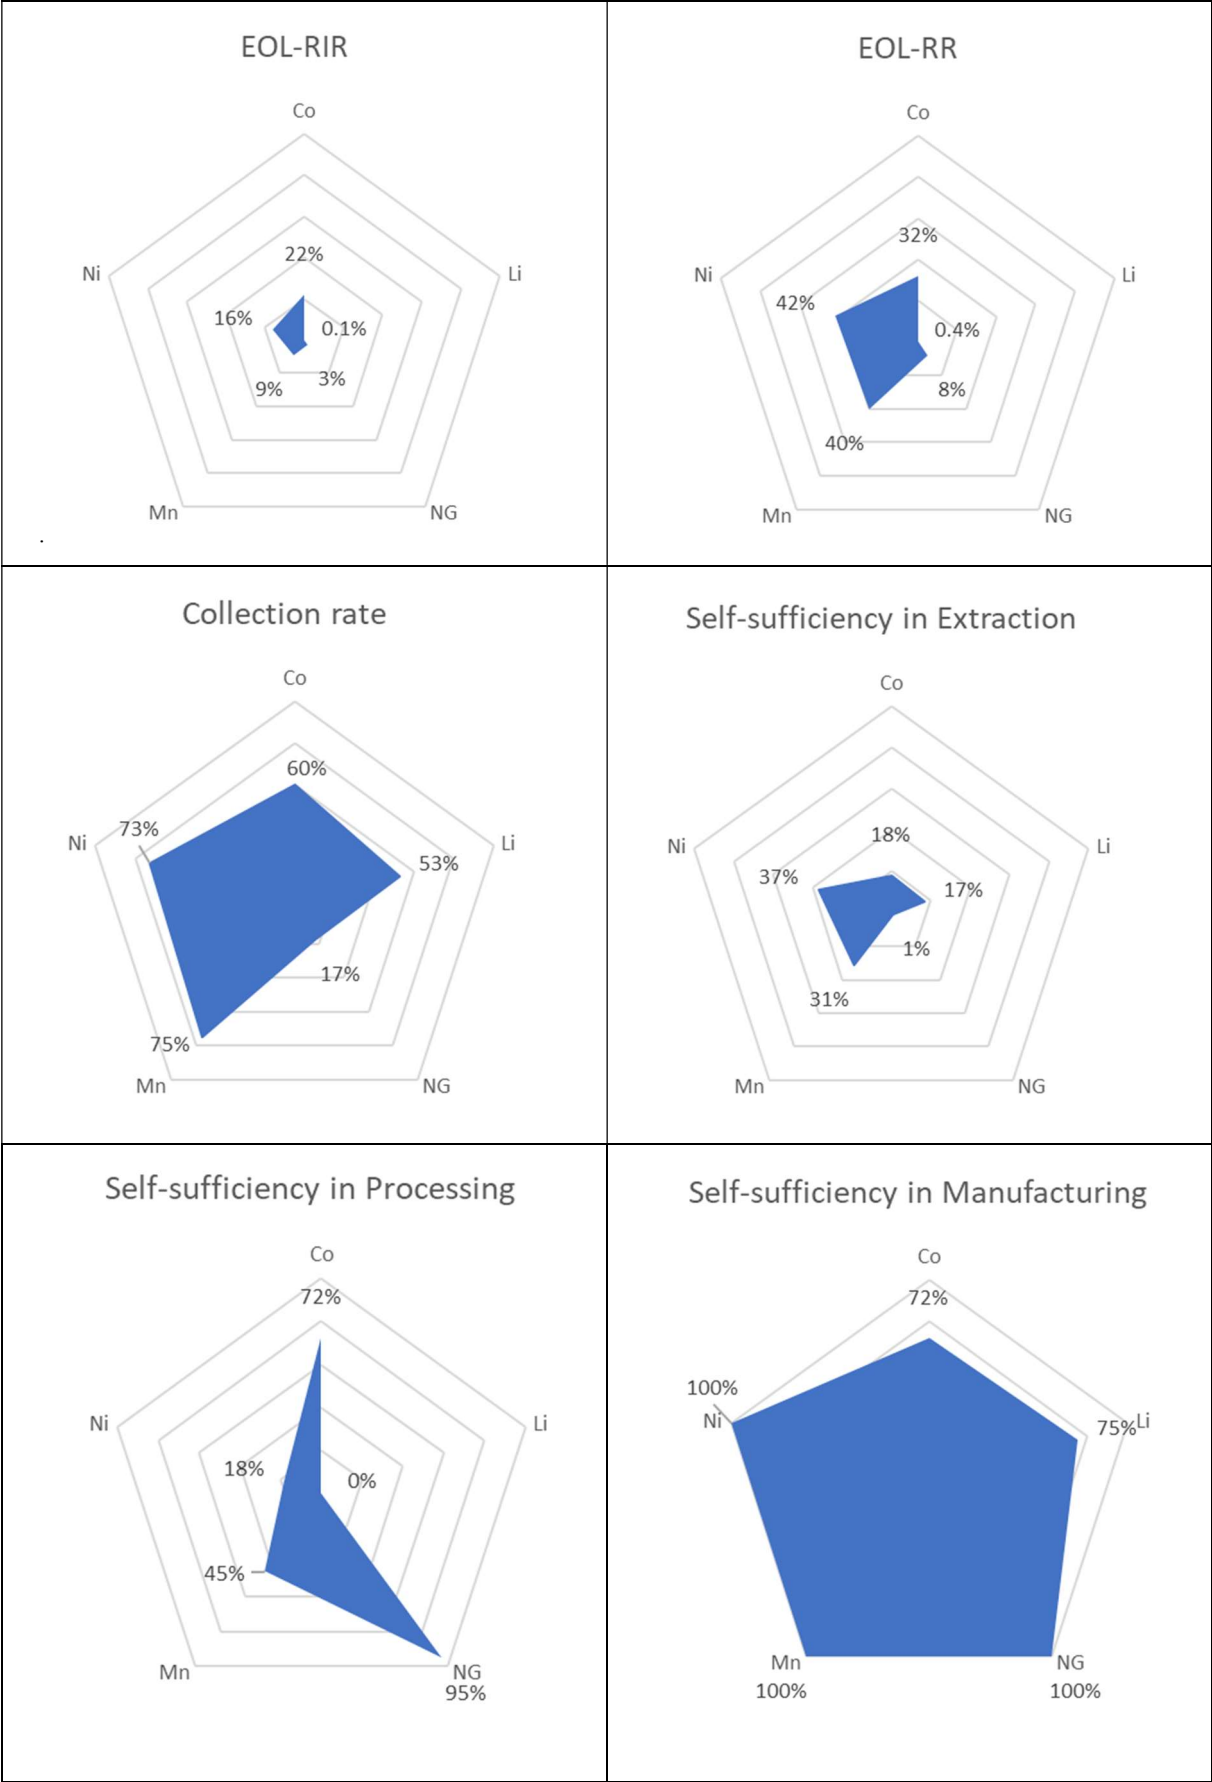 EOL-RIR
Co
22%
Ni
Li
16%
0.1%
3%
9%
Mn
NG
.
EOL-RR
Co
32%
Ni
Li
42%
0.4%
8%
40%
Mn
NG
Collection rate
Co
60%
73%
Ni
Li
53%
17%
75%
Mn
NG
Self-sufficiency in Extraction
Co
18%
Ni
Li
37%
17%
1%
31%
Mn
NG
Self-sufficiency in Processing
Co
72%
Ni
Li
18%
0%
45%
Mn
NG
95%
Self-sufficiency in Manufacturing
Co
72%
100%
Ni
75%
Li
Mn
NG
100%
100%